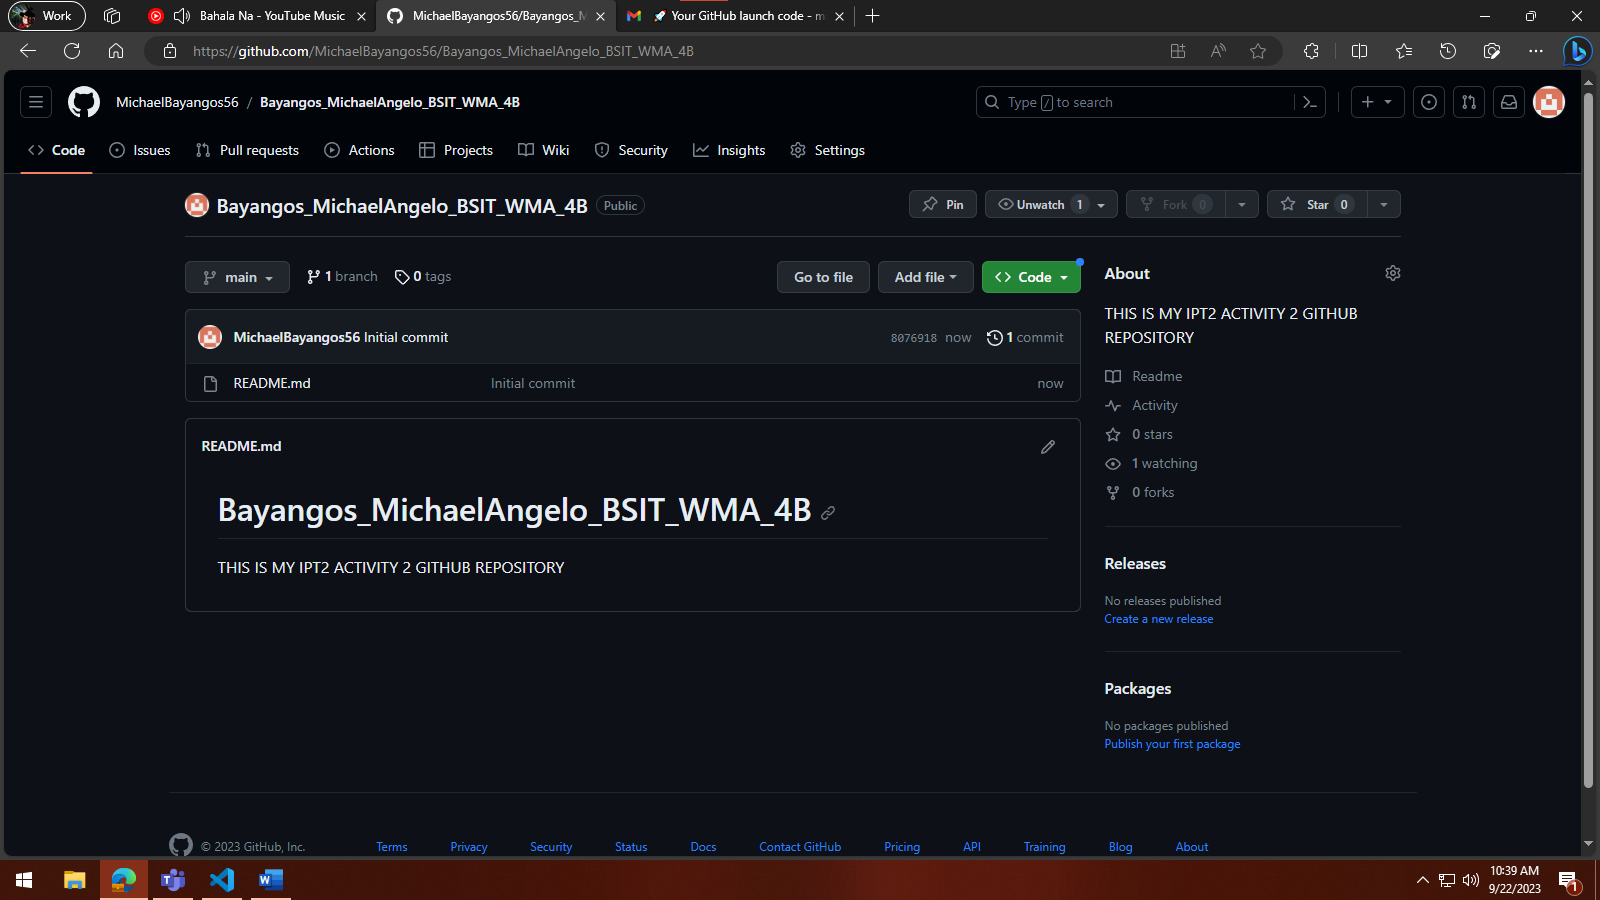 Work
Bahala Na - YouTube Music
MichaelBayangos56/Bayangos_M
Your GitHub launch code - m
https://github.com/MichaelBayangos56/Bayangos_MichaelAngelo_BSIT_WMA_4B
MichaelBayangos56 / Bayangos_MichaelAngelo_BSIT_WMA_4B
Type / to search
Code
Issues
Pull requests
Actions
Projects
Wiki
Security
Insights
Settings
Bayangos_MichaelAngelo_BSIT_WMA_4B Public
Pin
Unwatch 1
Fork 0
Star 0
main
1 branch
0 tags
Go to file
Add file
Code
MichaelBayangos56 Initial commit
8076918 now
1 commit
README.md
Initial commit
now
README.md
Bayangos_MichaelAngelo_BSIT_WMA_4B
THIS IS MY IPT2 ACTIVITY 2 GITHUB REPOSITORY
About
THIS IS MY IPT2 ACTIVITY 2 GITHUB
REPOSITORY
Readme
Activity
0 stars
1 watching
0 forks
Releases
No releases published
Create a new release
Packages
No packages published
Publish your first package
© 2023 GitHub, Inc.
Terms
Privacy
Security
Status
Docs
Contact GitHub
Pricing
API
Training
Blog
About
10:39 AM
9/22/2023
1